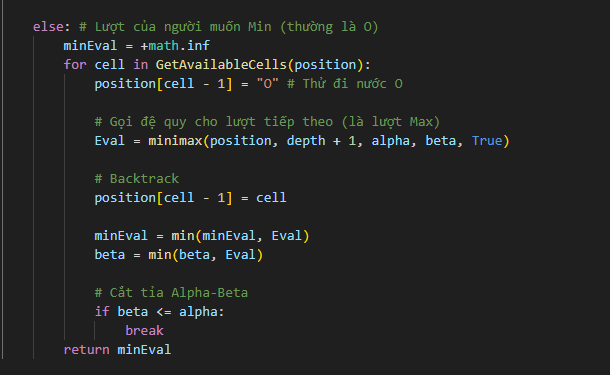 else: # Lượt của người muốn Min (thường là O)
minEval = +math.inf
for cell in GetAvailableCells(position):
position[cell - 1] = "O" # Thử đi nước O
# Gọi đệ quy cho lượt tiếp theo (là lượt Max)
Eval = minimax(position, depth + 1, alpha, beta, True)
# Backtrack
position[cell - 1] = cell
minEval = min(minEval, Eval)
beta = min(beta, Eval)
# Cắt tỉa Alpha-Beta
if beta <= alpha:
break
return minEval